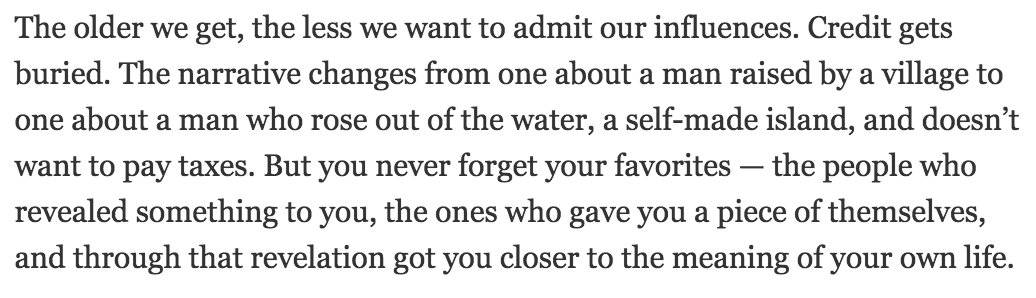 The older we get, the less we want to admit our influences. Credit gets
buried. The narrative changes from one about a man raised by a village to
one about a man who rose out of the water, a self-made island, and doesn’t
want to pay taxes. But you never forget your favorites — the people who
revealed something to you, the ones who gave you a piece of themselves,
and through that revelation got you closer to the meaning of your own life.